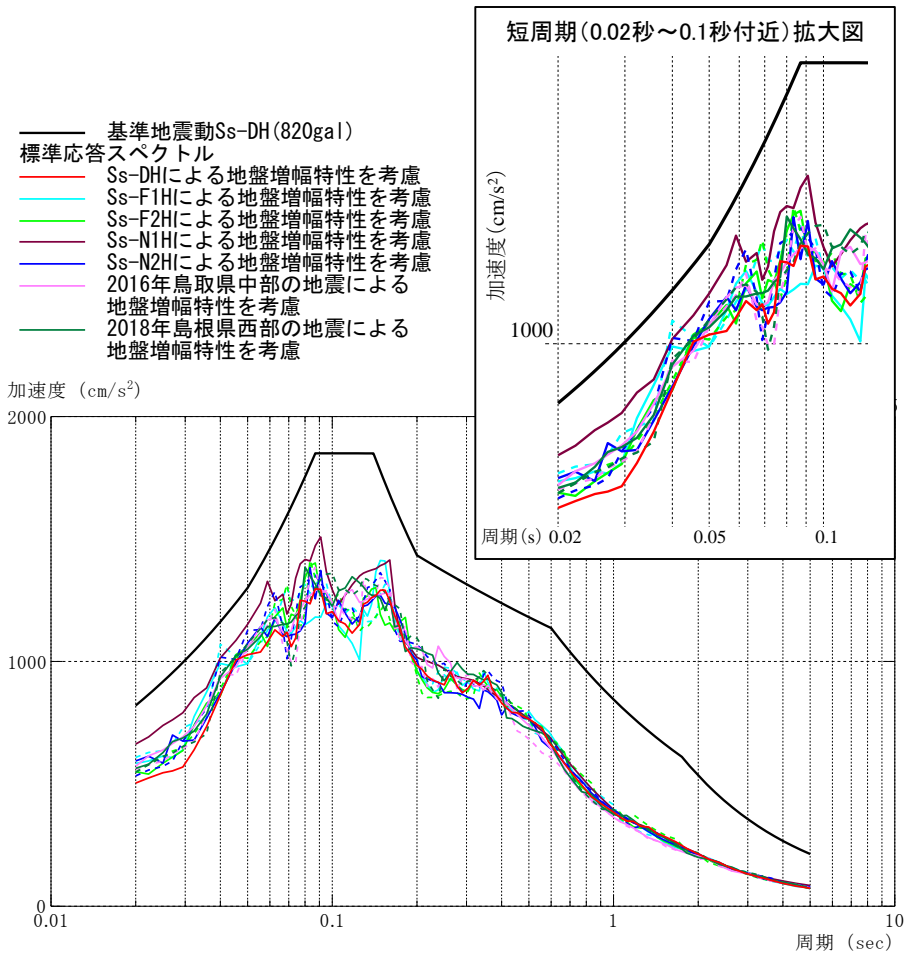 短周期(0.02秒～0.1秒付近)拡大図
加速度(cm/s²)
1000
周期(s) 0.02 0.05 0.1
基準地震動Ss-DH(820gal)
標準応答スペクトル
Ss-DHによる地盤増幅特性を考慮
Ss-F1Hによる地盤増幅特性を考慮
Ss-F2Hによる地盤増幅特性を考慮
Ss-N1Hによる地盤増幅特性を考慮
Ss-N2Hによる地盤増幅特性を考慮
2016年鳥取県中部の地震による
地盤増幅特性を考慮
2018年島根県西部の地震による
地盤増幅特性を考慮
加速度 (cm/s²)
2000
1000
0
0.01 0.1 1 10
周期 (sec)